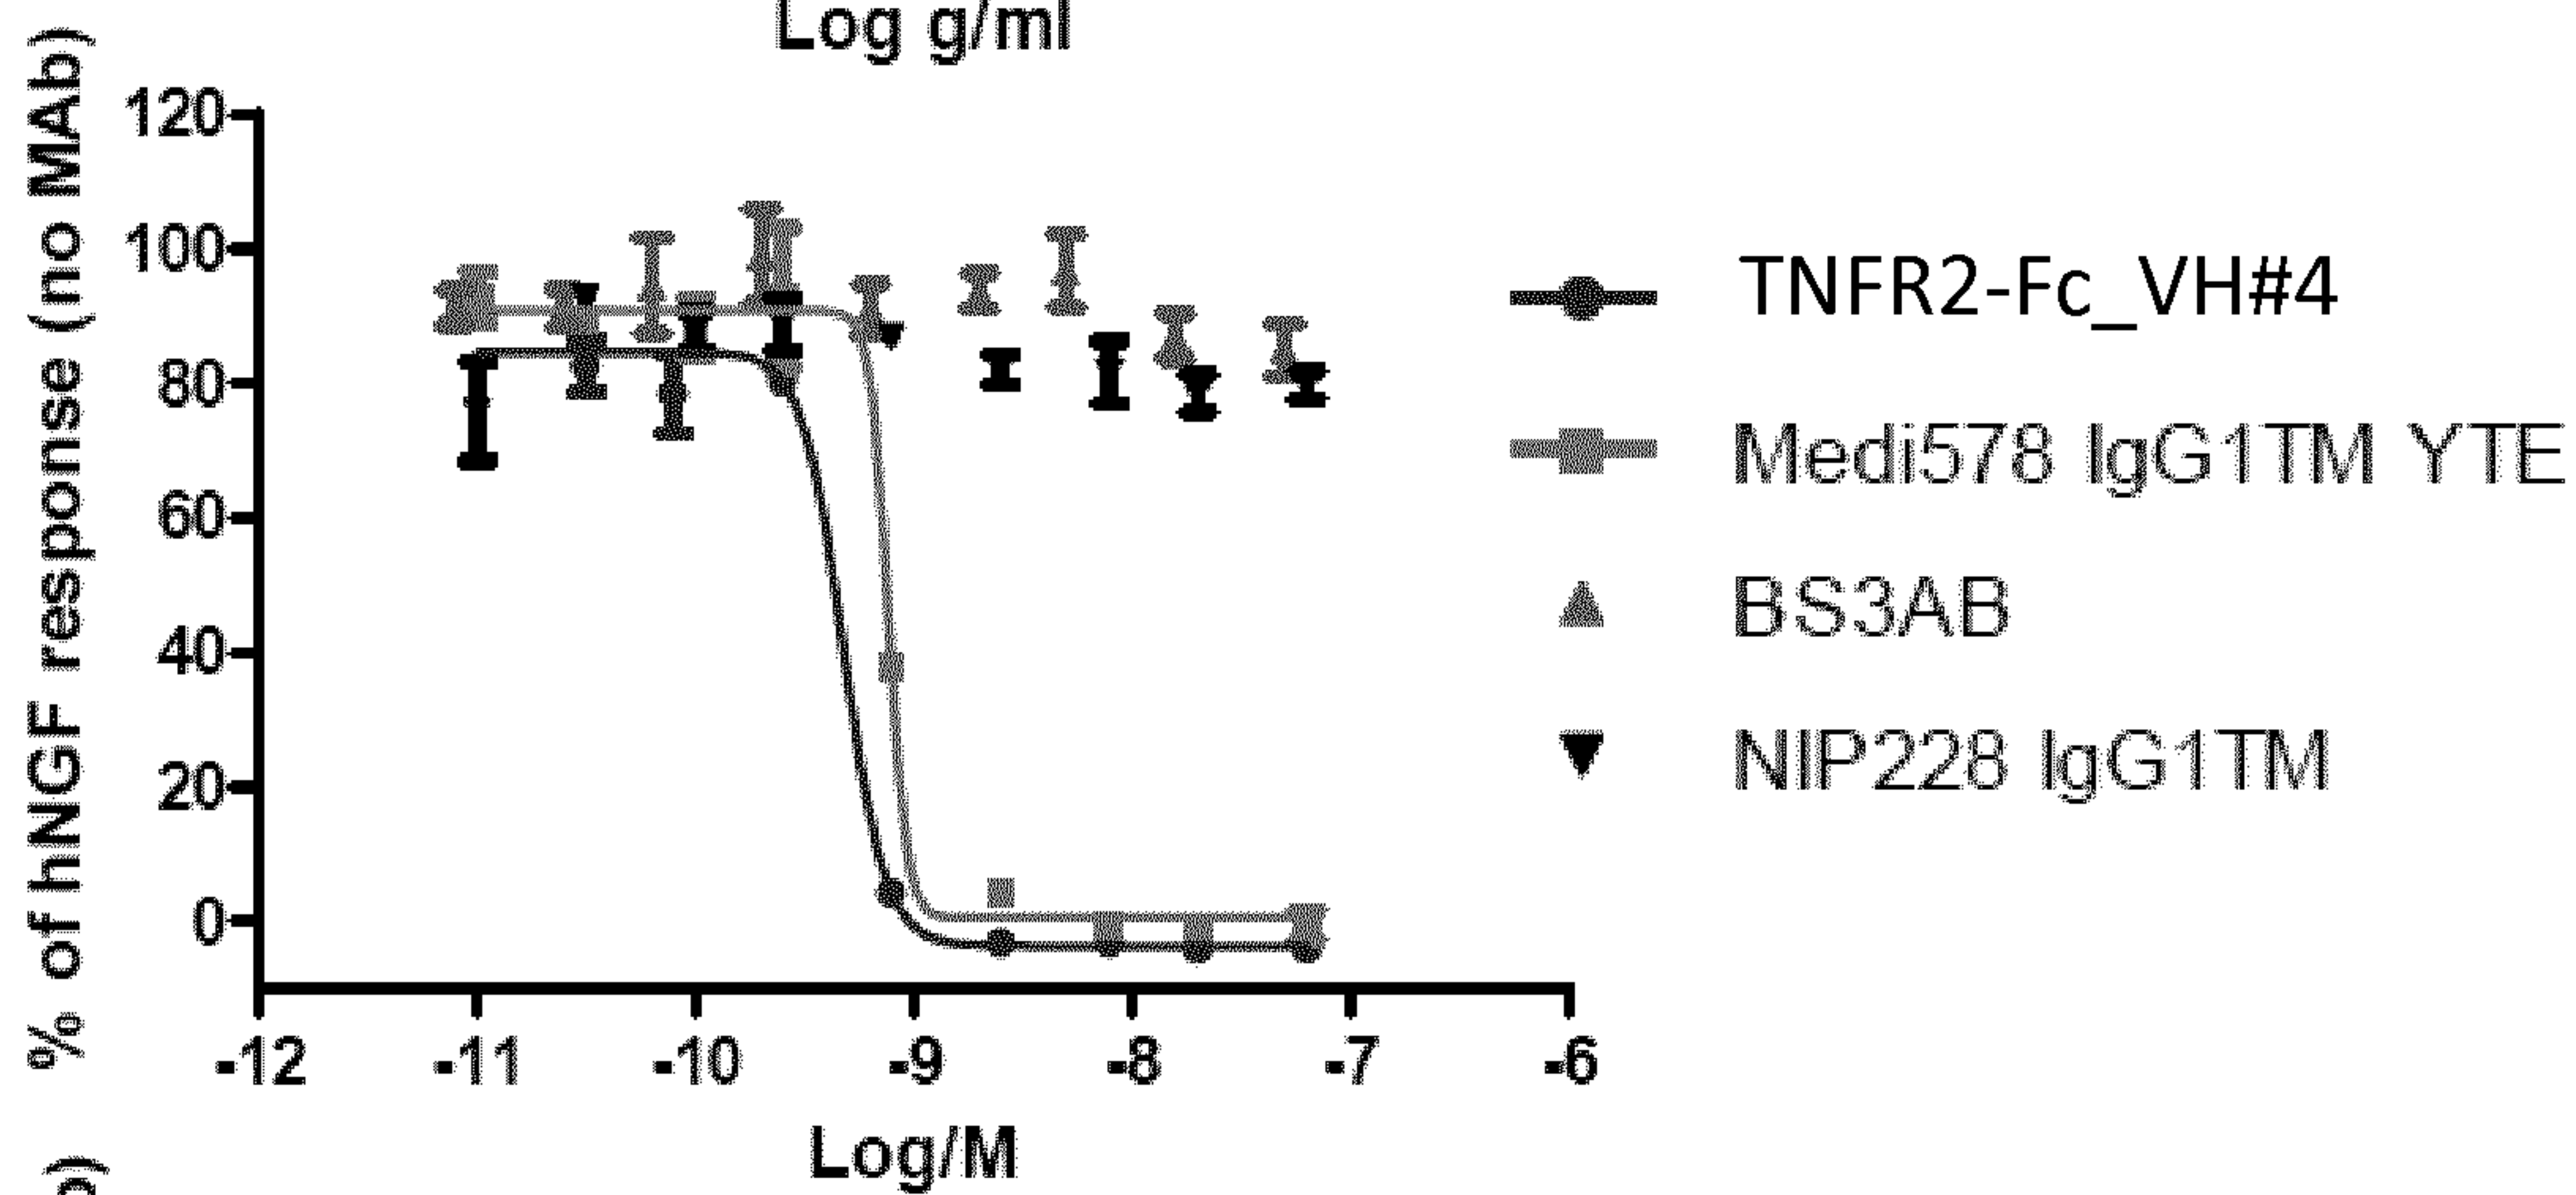 Log g/ml
% of hNGF response (no MAb)
120
100
80
60
40
20
0
-12 -11 -10 -9 -8 -7 -6
Log/M
TNFR2-Fc_VH#4
Medi578 IgG1TM YTE
BS3AB
NIP228 IgG1TM